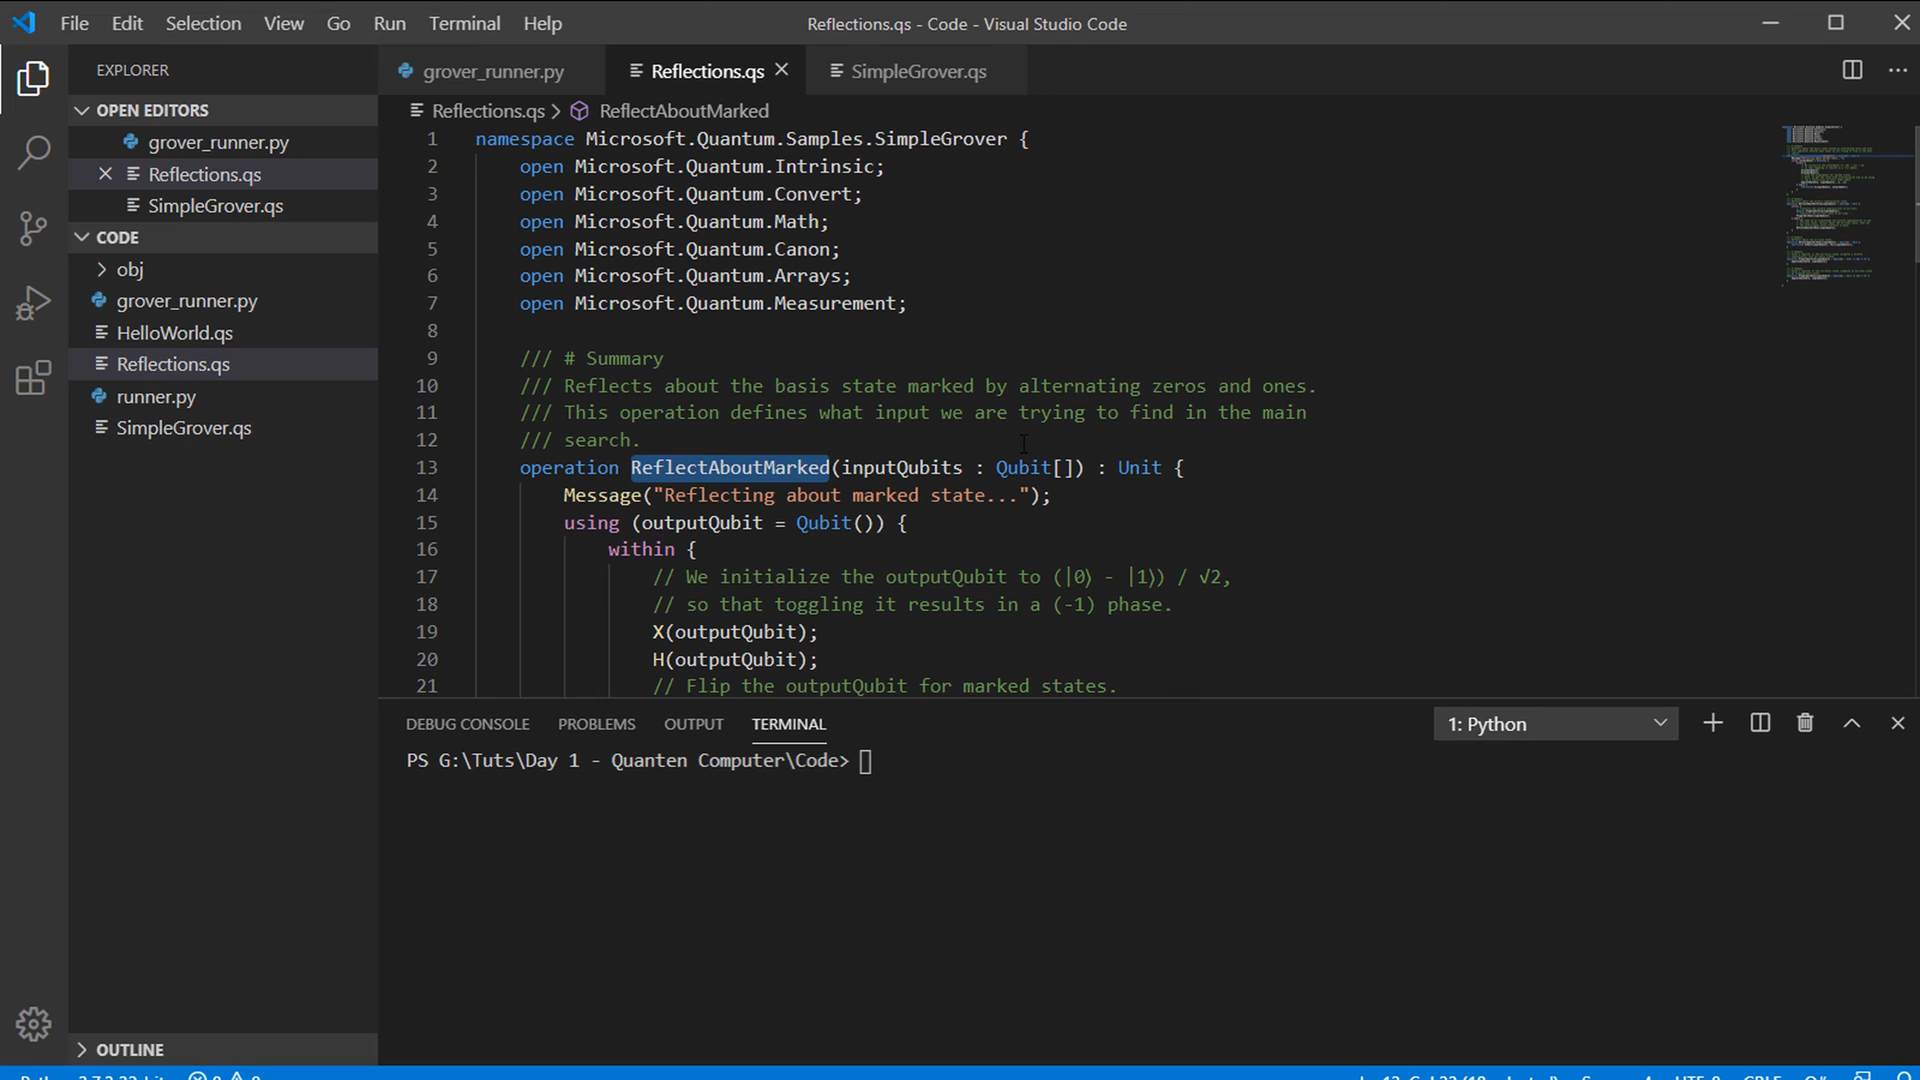 File Edit Selection View Go Run Terminal Help
Reflections.qs - Code - Visual Studio Code
EXPLORER
OPEN EDITORS
grover_runner.py
Reflections.qs
SimpleGrover.qs
CODE
obj
grover_runner.py
HelloWorld.qs
Reflections.qs
runner.py
SimpleGrover.qs
OUTLINE
grover_runner.py Reflections.qs SimpleGrover.qs
Reflections.qs > ReflectAboutMarked
1 namespace Microsoft.Quantum.Samples.SimpleGrover {
2 open Microsoft.Quantum.Intrinsic;
3 open Microsoft.Quantum.Convert;
4 open Microsoft.Quantum.Math;
5 open Microsoft.Quantum.Canon;
6 open Microsoft.Quantum.Arrays;
7 open Microsoft.Quantum.Measurement;
8
9 /// # Summary
10 /// Reflects about the basis state marked by alternating zeros and ones.
11 /// This operation defines what input we are trying to find in the main
12 /// search.
13 operation ReflectAboutMarked(inputQubits : Qubit[]) : Unit {
14 Message("Reflecting about marked state...");
15 using (outputQubit = Qubit()) {
16 within {
17 // We initialize the outputQubit to (|0⟩ - |1⟩) / √2,
18 // so that toggling it results in a (-1) phase.
19 X(outputQubit);
20 H(outputQubit);
21 // Flip the outputQubit for marked states.
DEBUG CONSOLE PROBLEMS OUTPUT TERMINAL
1: Python
PS G:\Tuts\Day 1 - Quanten Computer\Code>